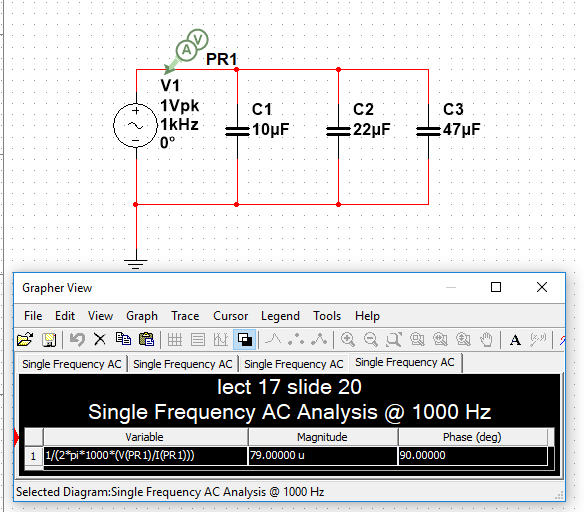 V
A
PR1
V1
1Vpk
1kHz
0°
C1
10µF
C2
22µF
C3
47µF
Grapher View
File Edit View Graph Trace Cursor Legend Tools Help
A
Single Frequency AC Single Frequency AC Single Frequency AC Single Frequency AC
lect 17 slide 20
Single Frequency AC Analysis @ 1000 Hz
Variable Magnitude Phase (deg)
1 1/(2*pi*1000*(V(PR1)/I(PR1))) 79.00000 u 90.00000
Selected Diagram:Single Frequency AC Analysis @ 1000 Hz